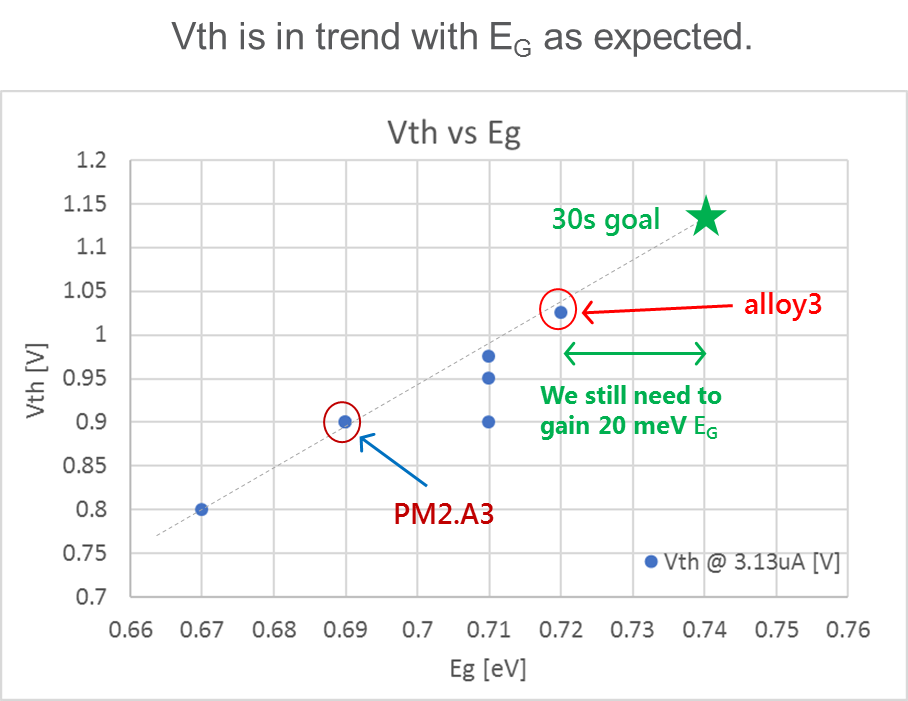 Vth is in trend with EG as expected.
Vth vs Eg
1.2
1.15
1.1
1.05
1
0.95
0.9
0.85
0.8
0.75
0.7
Vth [V]
30s goal
alloy3
We still need to
gain 20 meV EG
PM2.A3
Vth @ 3.13uA [V]
0.66 0.67 0.68 0.69 0.7 0.71 0.72 0.73 0.74 0.75 0.76
Eg [eV]